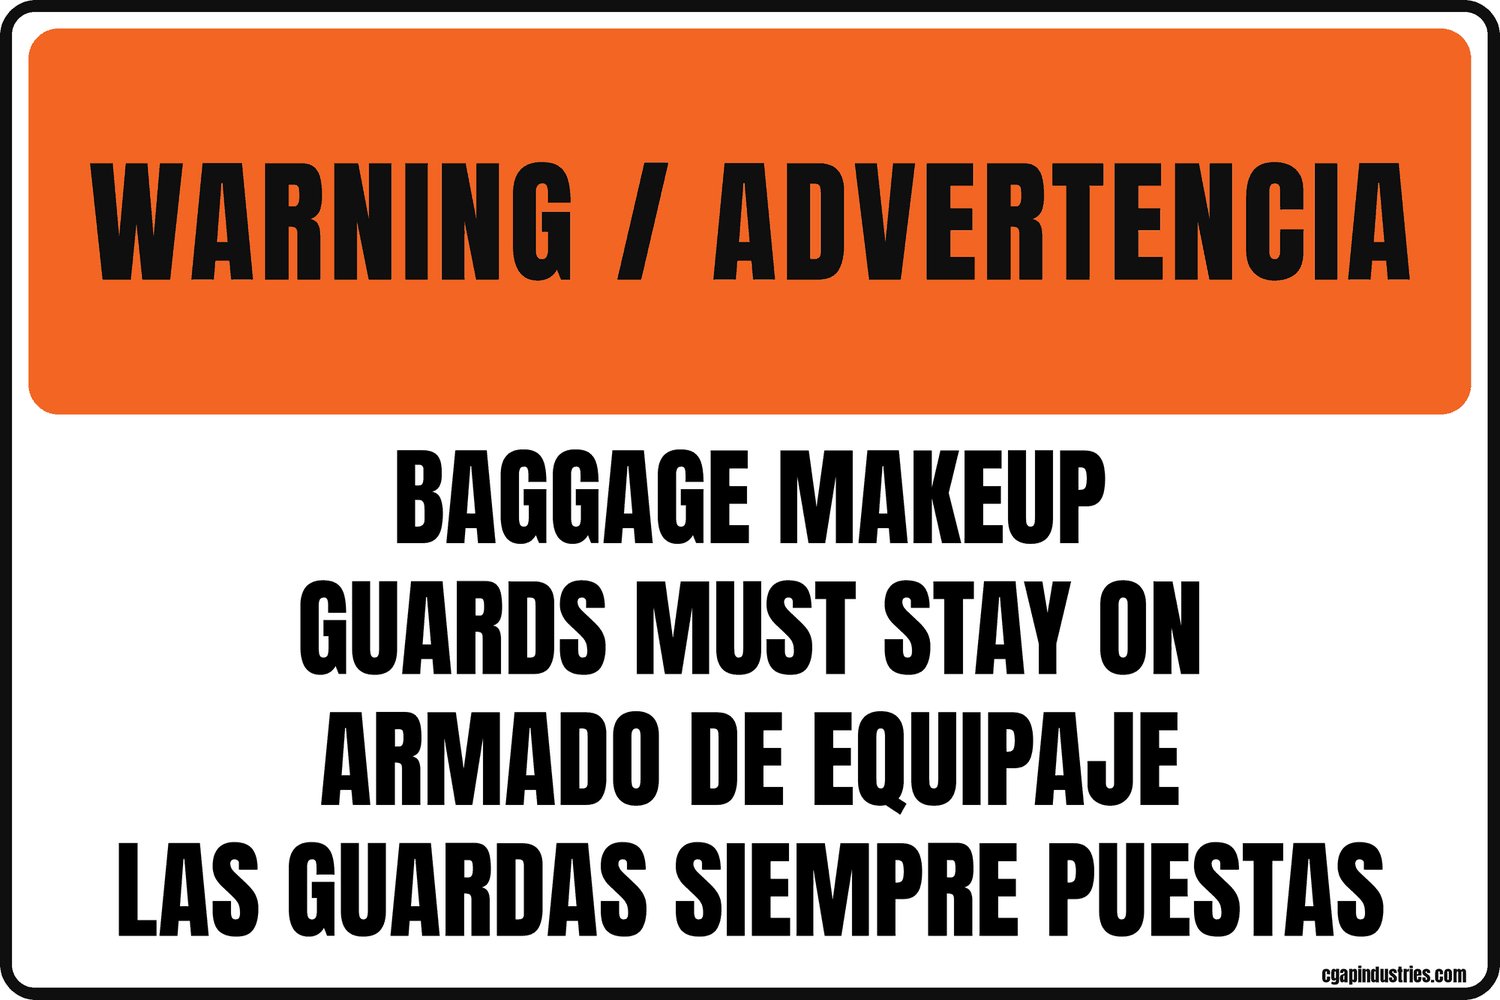 WARNING / ADVERTENCIA
BAGGAGE MAKEUP
GUARDS MUST STAY ON
ARMADO DE EQUIPAJE
LAS GUARDAS SIEMPRE PUESTAS
cgapindustries.com